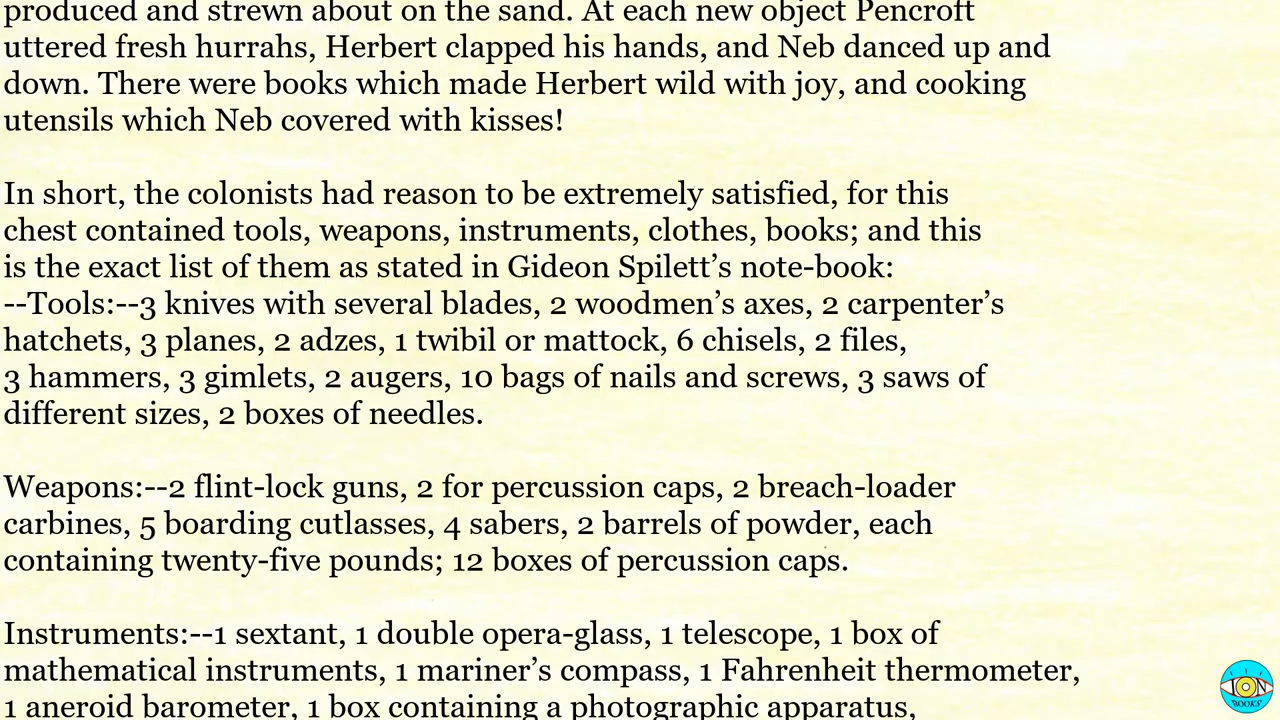 produced and strewn about on the sand. At each new object Pencroft
uttered fresh hurrahs, Herbert clapped his hands, and Neb danced up and
down. There were books which made Herbert wild with joy, and cooking
utensils which Neb covered with kisses!
In short, the colonists had reason to be extremely satisfied, for this
chest contained tools, weapons, instruments, clothes, books; and this
is the exact list of them as stated in Gideon Spilett’s note-book:
--Tools:--3 knives with several blades, 2 woodmen’s axes, 2 carpenter’s
hatchets, 3 planes, 2 adzes, 1 twibil or mattock, 6 chisels, 2 files,
3 hammers, 3 gimlets, 2 augers, 10 bags of nails and screws, 3 saws of
different sizes, 2 boxes of needles.
Weapons:--2 flint-lock guns, 2 for percussion caps, 2 breach-loader
carbines, 5 boarding cutlasses, 4 sabers, 2 barrels of powder, each
containing twenty-five pounds; 12 boxes of percussion caps.
Instruments:--1 sextant, 1 double opera-glass, 1 telescope, 1 box of
mathematical instruments, 1 mariner’s compass, 1 Fahrenheit thermometer,
1 aneroid barometer, 1 box containing a photographic apparatus,
ION
BOOKS